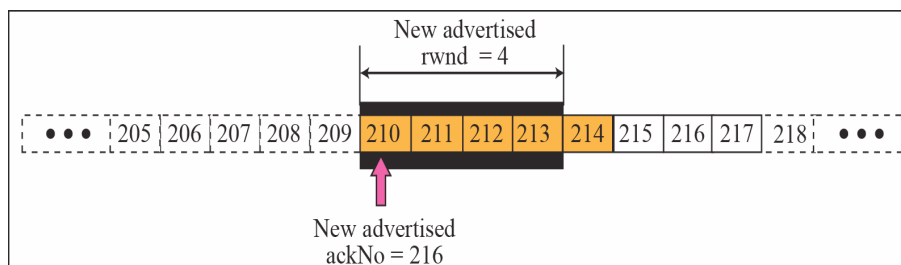 New advertised
rwnd = 4
••• 205 206 207 208 209 210 211 212 213 214 215 216 217 218 •••
New advertised
ackNo = 216